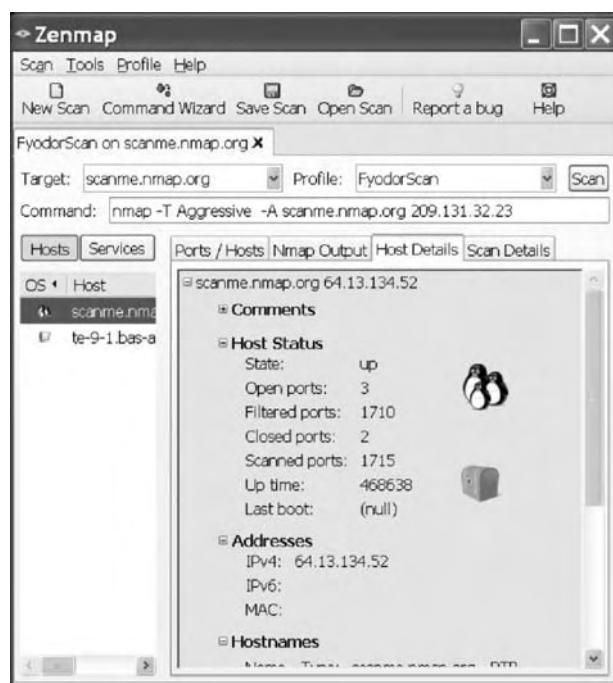 Zenmap
Scan Tools Profile Help
New Scan Command Wizard Save Scan Open Scan Report a bug Help
FyodorScan on scanme.nmap.org X
Target: scanme.nmap.org Profile: FyodorScan Scan
Command: nmap -T Aggressive -A scanme.nmap.org 209.131.32.23
Hosts Services Ports / Hosts Nmap Output Host Details Scan Details
OS Host
scanme.nma
te-9-1.bas-a
scanme.nmap.org 64.13.134.52
Comments
Host Status
State: up
Open ports: 3
Filtered ports: 1710
Closed ports: 2
Scanned ports: 1715
Up time: 468638
Last boot: (null)
Addresses
IPv4: 64.13.134.52
IPv6:
MAC:
Hostnames